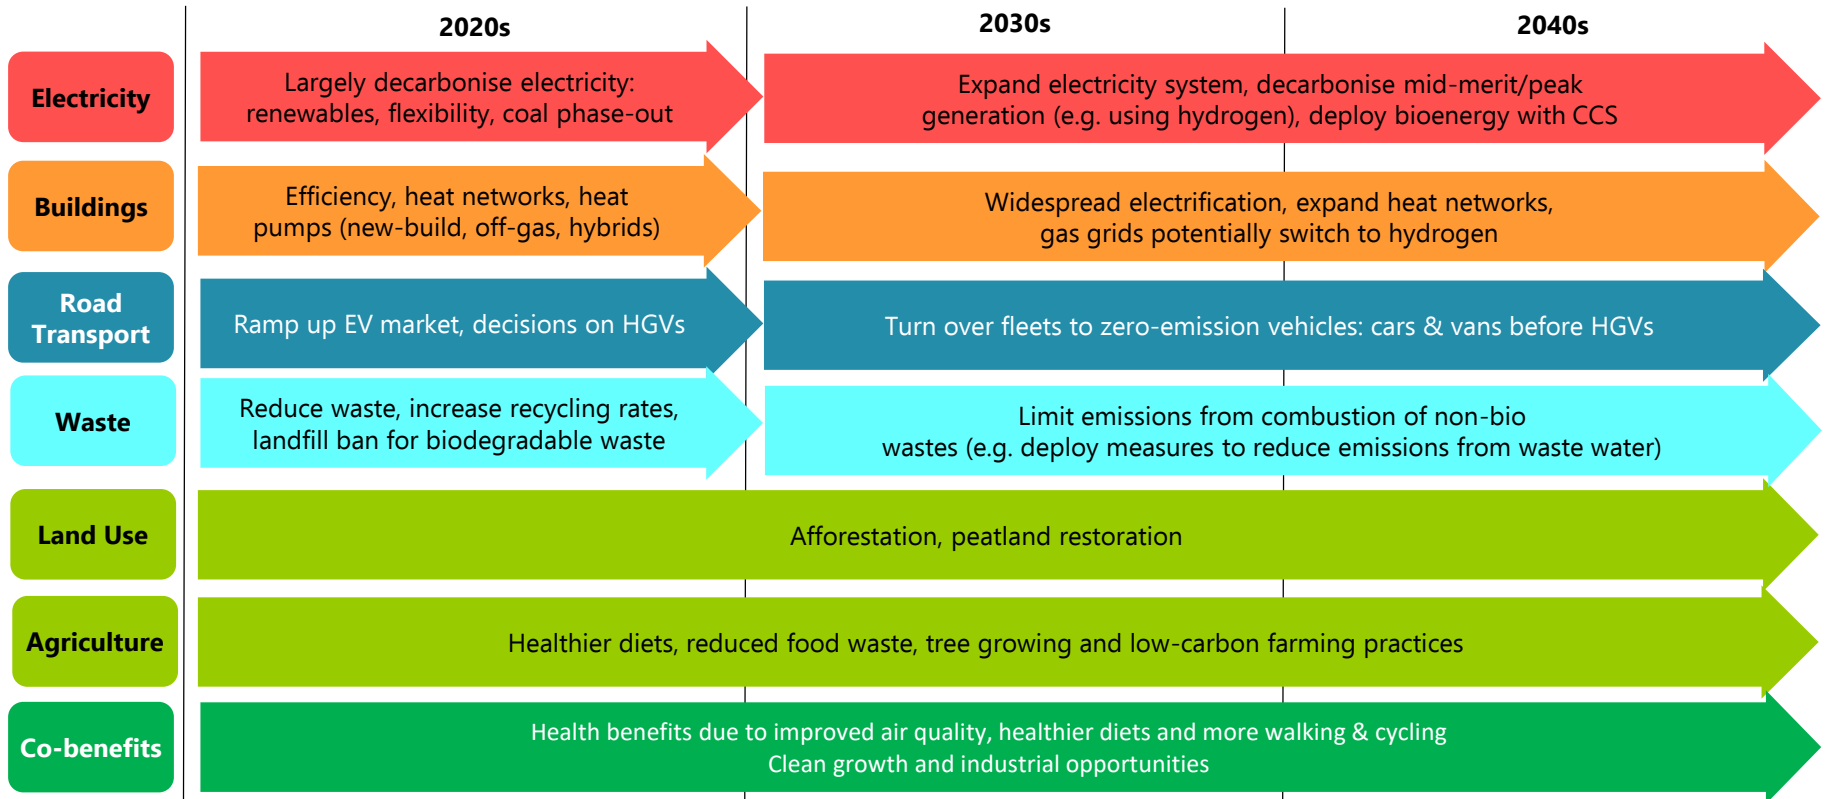 2020s
2030s
2040s
Electricity
Largely decarbonise electricity:
renewables, flexibility, coal phase-out
Expand electricity system, decarbonise mid-merit/peak
generation (e.g. using hydrogen), deploy bioenergy with CCS
Buildings
Efficiency, heat networks, heat
pumps (new-build, off-gas, hybrids)
Widespread electrification, expand heat networks,
gas grids potentially switch to hydrogen
Road
Transport
Ramp up EV market, decisions on HGVs
Turn over fleets to zero-emission vehicles: cars & vans before HGVs
Waste
Reduce waste, increase recycling rates,
landfill ban for biodegradable waste
Limit emissions from combustion of non-bio
wastes (e.g. deploy measures to reduce emissions from waste water)
Land Use
Afforestation, peatland restoration
Agriculture
Healthier diets, reduced food waste, tree growing and low-carbon farming practices
Co-benefits
Health benefits due to improved air quality, healthier diets and more walking & cycling
Clean growth and industrial opportunities